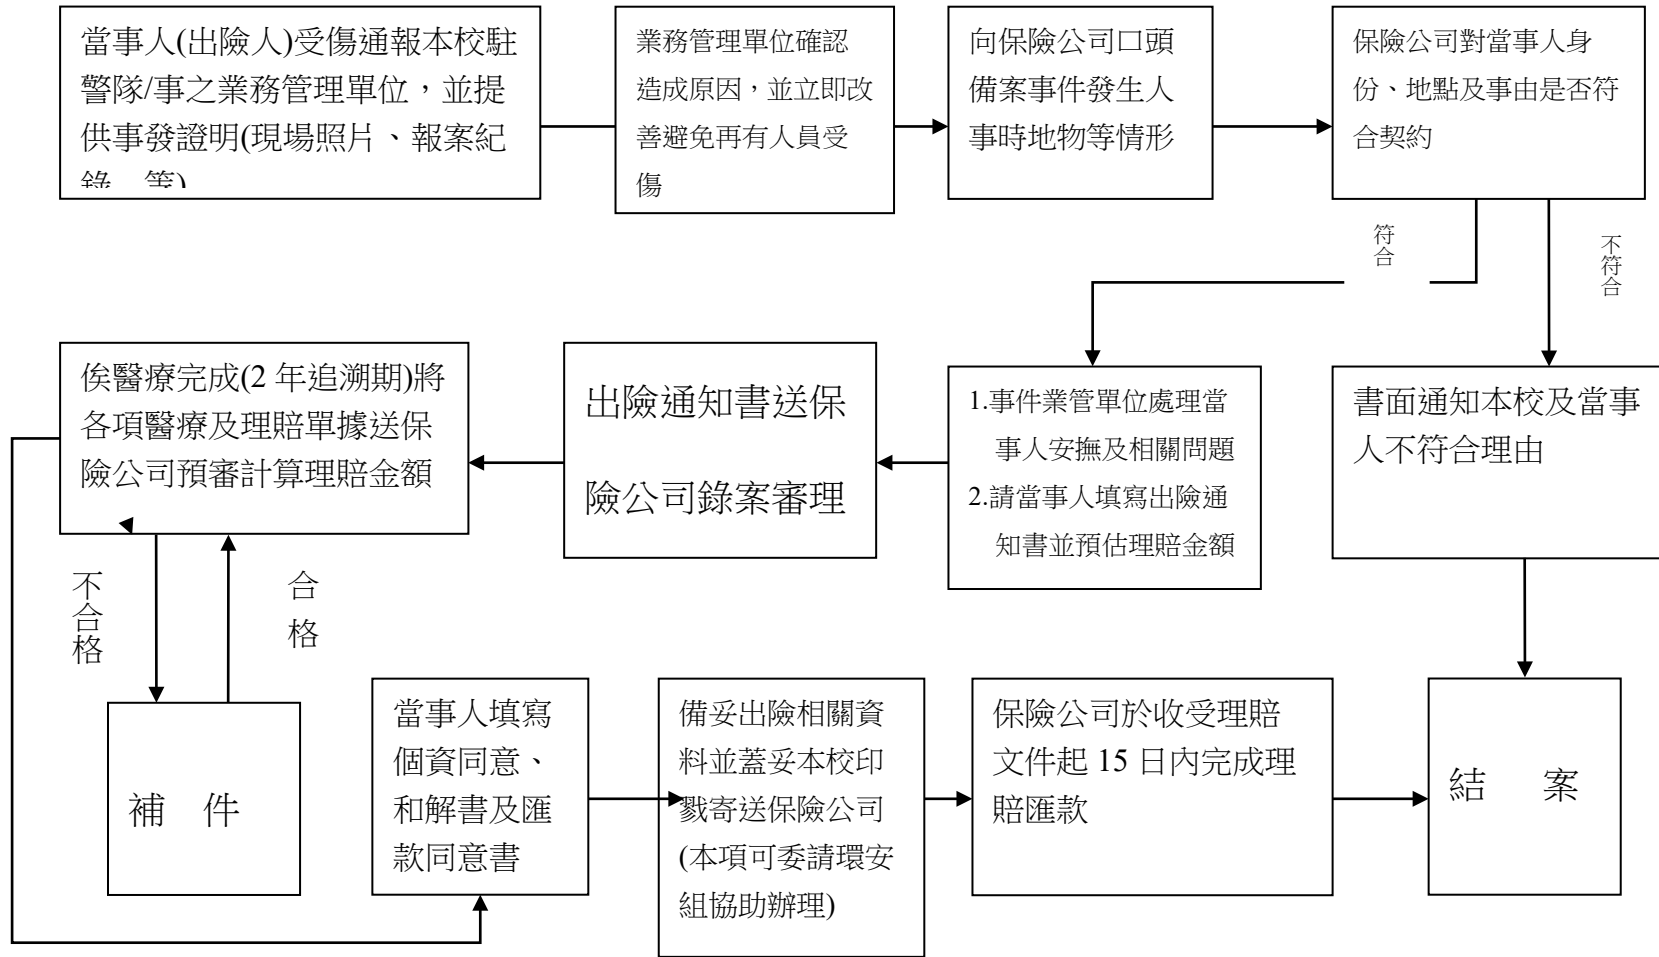 當事人(出險人)受傷通報本校駐
警隊/事之業務管理單位，並提
供事發證明(現場照片、報案紀
錄 等)
業務管理單位確認
造成原因，並立即改
善避免再有人員受
傷
向保險公司口頭
備案事件發生人
事時地物等情形
保險公司對當事人身
份、地點及事由是否符
合契約
符合
不符合
俟醫療完成(2 年追溯期)將
各項醫療及理賠單據送保
險公司預審計算理賠金額
出險通知書送保
險公司錄案審理
1.事件業管單位處理當
事人安撫及相關問題
2.請當事人填寫出險通
知書並預估理賠金額
書面通知本校及當事
人不符合理由
不合格
合格
補 件
當事人填寫
個資同意、
和解書及匯
款同意書
備妥出險相關資
料並蓋妥本校印
戳寄送保險公司
(本項可委請環安
組協助辦理)
保險公司於收受理賠
文件起 15 日內完成理
賠匯款
結 案